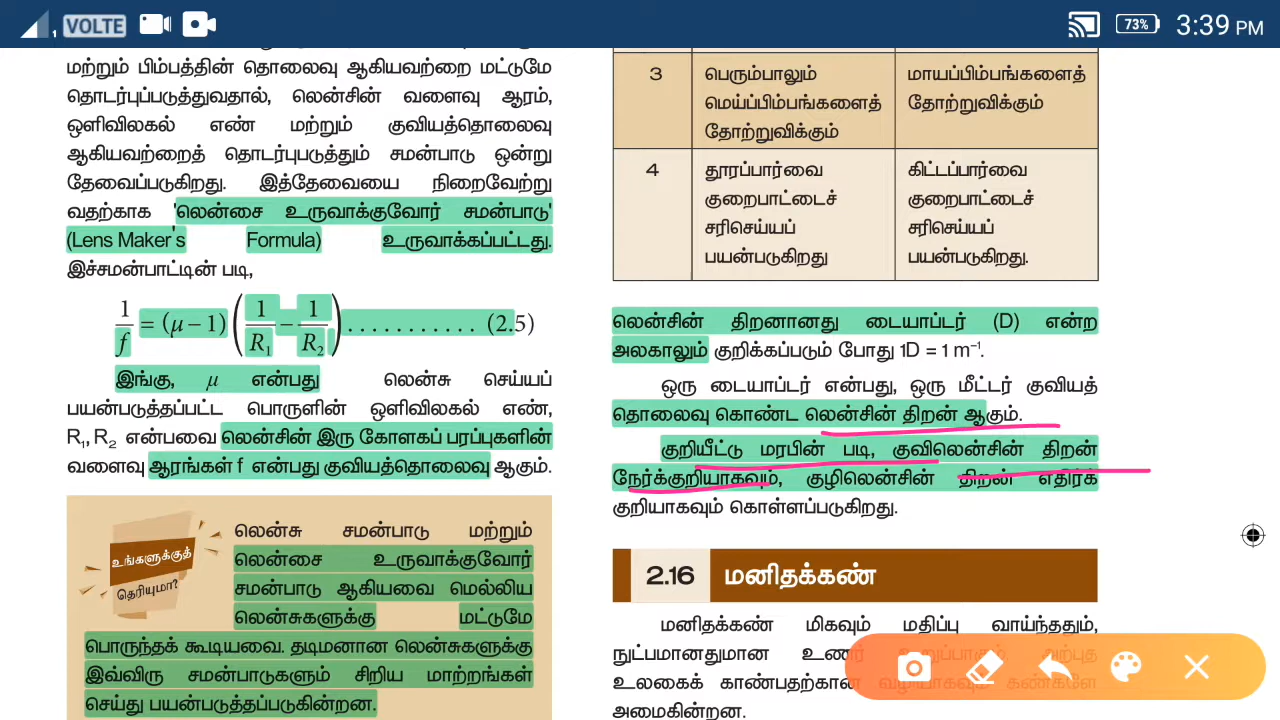 1 VOLTE
73% 3:39 PM
மற்றும் பிம்பத்தின் தொலைவு ஆகியவற்றை மட்டுமே
தொடர்புப்படுத்துவதால், லென்சின் வளைவு ஆரம்,
ஒளிவிலகல் எண் மற்றும் குவியத்தொலைவு
ஆகியவற்றைத் தொடர்புபடுத்தும் சமன்பாடு ஒன்று
தேவைப்படுகிறது. இத்தேவையை நிறைவேற்று
வதற்காக 'லென்சை உருவாக்குவோர் சமன்பாடு'
(Lens Maker's Formula) உருவாக்கப்பட்டது.
இச்சமன்பாட்டின் படி,
1/f = (μ − 1) (1/R₁ − 1/R₂) ........... (2.5)
இங்கு, μ என்பது லென்சு செய்யப்
பயன்படுத்தப்பட்ட பொருளின் ஒளிவிலகல் எண்,
R₁, R₂ என்பவை லென்சின் இரு கோளகப் பரப்புகளின்
வளைவு ஆரங்கள் f என்பது குவியத்தொலைவு ஆகும்.
உங்களுக்குத்
தெரியுமா?
லென்சு சமன்பாடு மற்றும்
லென்சை உருவாக்குவோர்
சமன்பாடு ஆகியவை மெல்லிய
லென்சுகளுக்கு மட்டுமே
பொருந்தக் கூடியவை. தடிமனான லென்சுகளுக்கு
இவ்விரு சமன்பாடுகளும் சிறிய மாற்றங்கள்
செய்து பயன்படுத்தப்படுகின்றன.
3 பெரும்பாலும் மாயப்பிம்பங்களைத்
மெய்ப்பிம்பங்களைத் தோற்றுவிக்கும்
தோற்றுவிக்கும்
4 தூரப்பார்வை கிட்டப்பார்வை
குறைபாட்டைச் குறைபாட்டைச்
சரிசெய்யப் சரிசெய்யப்
பயன்படுகிறது பயன்படுகிறது.
லென்சின் திறனானது டையாப்டர் (D) என்ற
அலகாலும் குறிக்கப்படும் போது 1D = 1 m⁻¹.
ஒரு டையாப்டர் என்பது, ஒரு மீட்டர் குவியத்
தொலைவு கொண்ட லென்சின் திறன் ஆகும்.
குறியீட்டு மரபின் படி, குவிலென்சின் திறன்
நேர்க்குறியாகவும், குழிலென்சின் திறன் எதிர்க்
குறியாகவும் கொள்ளப்படுகிறது.
2.16 மனிதக்கண்
மனிதக்கண் மிகவும் மதிப்பு வாய்ந்ததும்,
நுட்பமானதுமான உணர் உறுப்பாகும். அற்புத
உலகைக் காண்பதற்கான வழியாகவும் கண்களே
அமைகின்றன.